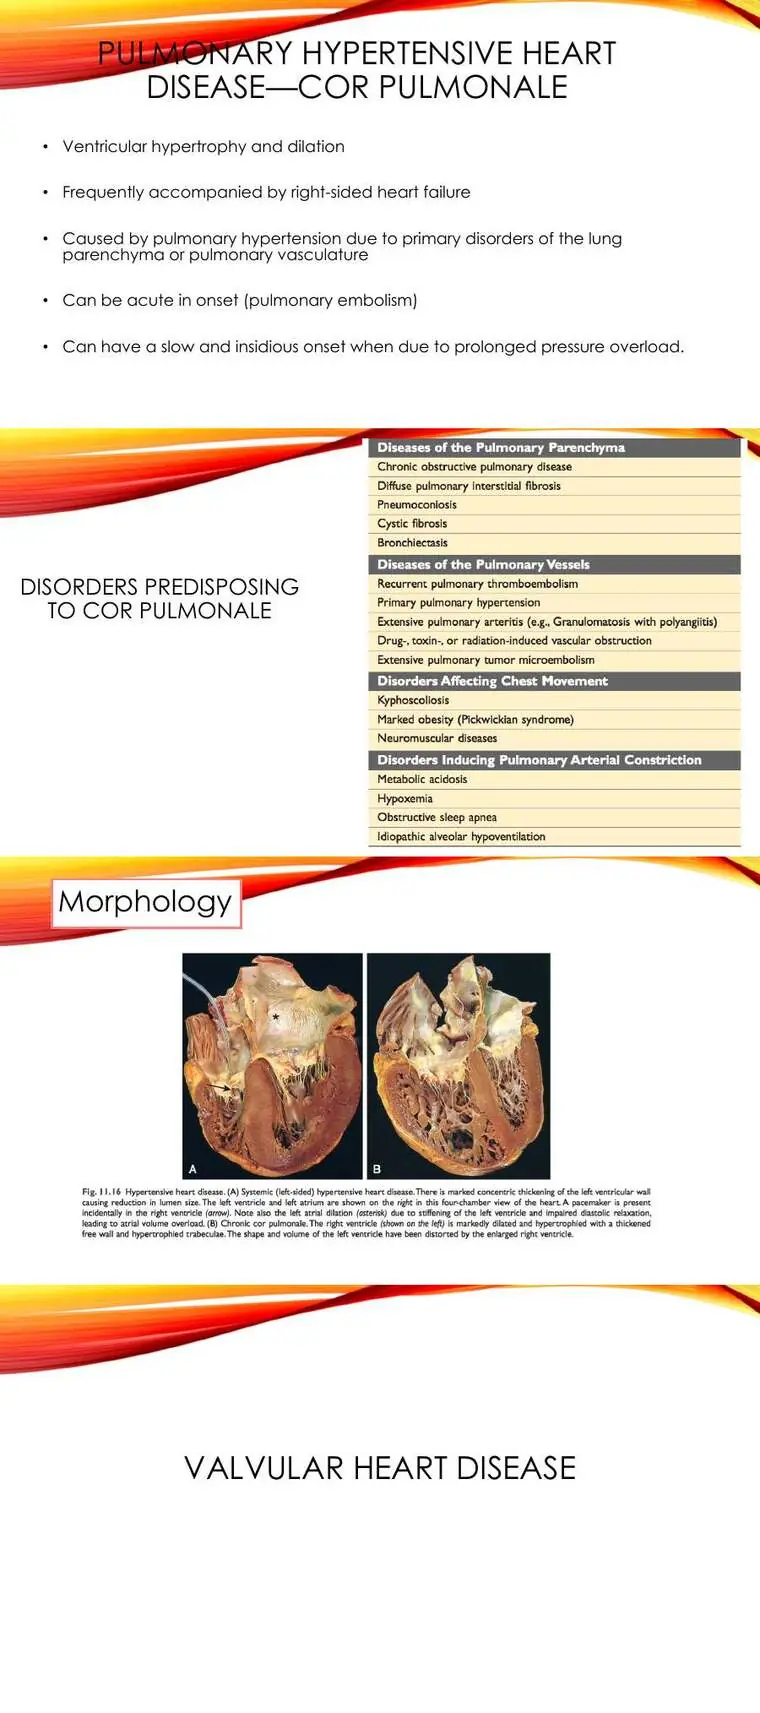 PULMONARY HYPERTENSIVE HEART
DISEASE—COR PULMONALE
• Ventricular hypertrophy and dilation
• Frequently accompanied by right-sided heart failure
• Caused by pulmonary hypertension due to primary disorders of the lung
parenchyma or pulmonary vasculature
• Can be acute in onset (pulmonary embolism)
• Can have a slow and insidious onset when due to prolonged pressure overload.
DISORDERS PREDISPOSING
TO COR PULMONALE
Diseases of the Pulmonary Parenchyma
Chronic obstructive pulmonary disease
Diffuse pulmonary interstitial fibrosis
Pneumoconiosis
Cystic fibrosis
Bronchiectasis
Diseases of the Pulmonary Vessels
Recurrent pulmonary thromboembolism
Primary pulmonary hypertension
Extensive pulmonary arteritis (e.g., Granulomatosis with polyangiitis)
Drug-, toxin-, or radiation-induced vascular obstruction
Extensive pulmonary tumor microembolism
Disorders Affecting Chest Movement
Kyphoscoliosis
Marked obesity (Pickwickian syndrome)
Neuromuscular diseases
Disorders Inducing Pulmonary Arterial Constriction
Metabolic acidosis
Hypoxemia
Obstructive sleep apnea
Idiopathic alveolar hypoventilation
Morphology
*
A
B
Fig. 11.16 Hypertensive heart disease. (A) Systemic (left-sided) hypertensive heart disease. There is marked concentric thickening of the left ventricular wall
causing reduction in lumen size. The left ventricle and left atrium are shown on the right in this four-chamber view of the heart. A pacemaker is present
incidentally in the right ventricle (arrow). Note also the left atrial dilation (asterisk) due to stiffening of the left ventricle and impaired diastolic relaxation,
leading to atrial volume overload. (B) Chronic cor pulmonale. The right ventricle (shown on the left) is markedly dilated and hypertrophied with a thickened
free wall and hypertrophied trabeculae. The shape and volume of the left ventricle have been distorted by the enlarged right ventricle.
VALVULAR HEART DISEASE